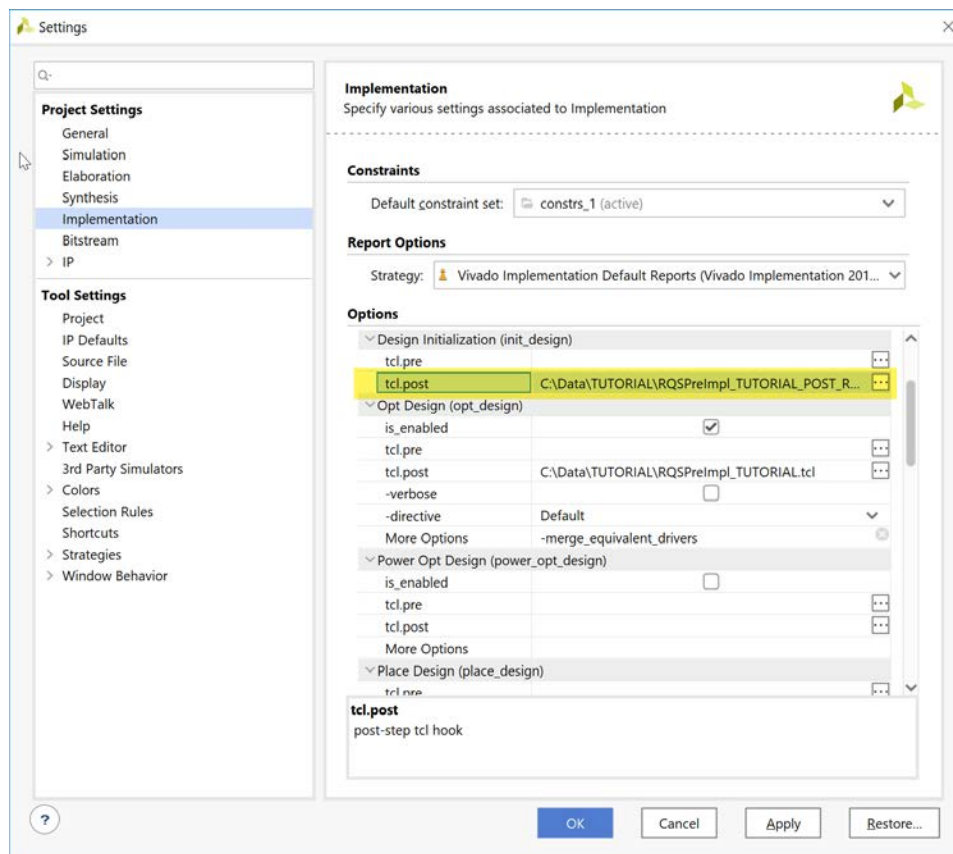 Settings
Q-
Project Settings
General
Simulation
Elaboration
Synthesis
Implementation
Bitstream
> IP
Tool Settings
Project
IP Defaults
Source File
Display
WebTalk
Help
> Text Editor
3rd Party Simulators
> Colors
Selection Rules
Shortcuts
> Strategies
> Window Behavior
Implementation
Specify various settings associated to Implementation
Constraints
Default constraint set: constrs_1 (active)
Report Options
Strategy: Vivado Implementation Default Reports (Vivado Implementation 201...
Options
Design Initialization (init_design)
tcl.pre ...
tcl.post C:\Data\TUTORIAL\RQSPreImpl_TUTORIAL_POST_R... ...
Opt Design (opt_design)
is_enabled
tcl.pre ...
tcl.post C:\Data\TUTORIAL\RQSPreImpl_TUTORIAL.tcl ...
-verbose
-directive Default
More Options -merge_equivalent_drivers
Power Opt Design (power_opt_design)
is_enabled
tcl.pre ...
tcl.post ...
More Options
Place Design (place_design)
tcl.pre ...
tcl.post
post-step tcl hook
? OK Cancel Apply Restore...